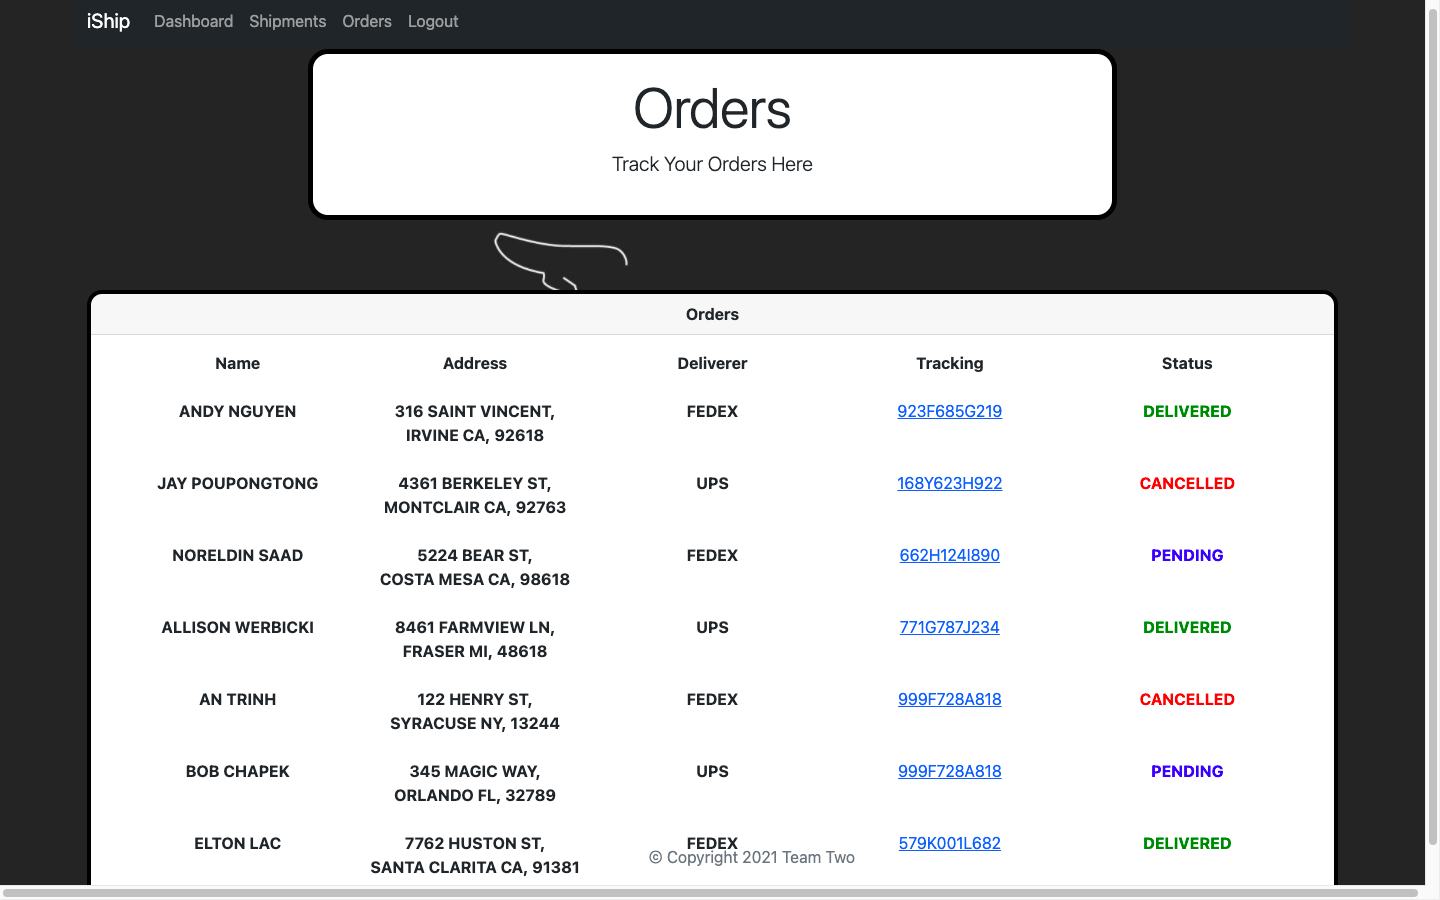 iShip Dashboard Shipments Orders Logout
Orders
Track Your Orders Here
Orders
Name Address Deliverer Tracking Status
ANDY NGUYEN 316 SAINT VINCENT, FEDEX 923F685G219 DELIVERED
IRVINE CA, 92618
JAY POUPONGTONG 4361 BERKELEY ST, UPS 168Y623H922 CANCELLED
MONTCLAIR CA, 92763
NORELDIN SAAD 5224 BEAR ST, FEDEX 662H124I890 PENDING
COSTA MESA CA, 98618
ALLISON WERBICKI 8461 FARMVIEW LN, UPS 771G787J234 DELIVERED
FRASER MI, 48618
AN TRINH 122 HENRY ST, FEDEX 999F728A818 CANCELLED
SYRACUSE NY, 13244
BOB CHAPEK 345 MAGIC WAY, UPS 999F728A818 PENDING
ORLANDO FL, 32789
ELTON LAC 7762 HUSTON ST, FEDEX 579K001L682 DELIVERED
SANTA CLARITA CA, 91381
© Copyright 2021 Team Two